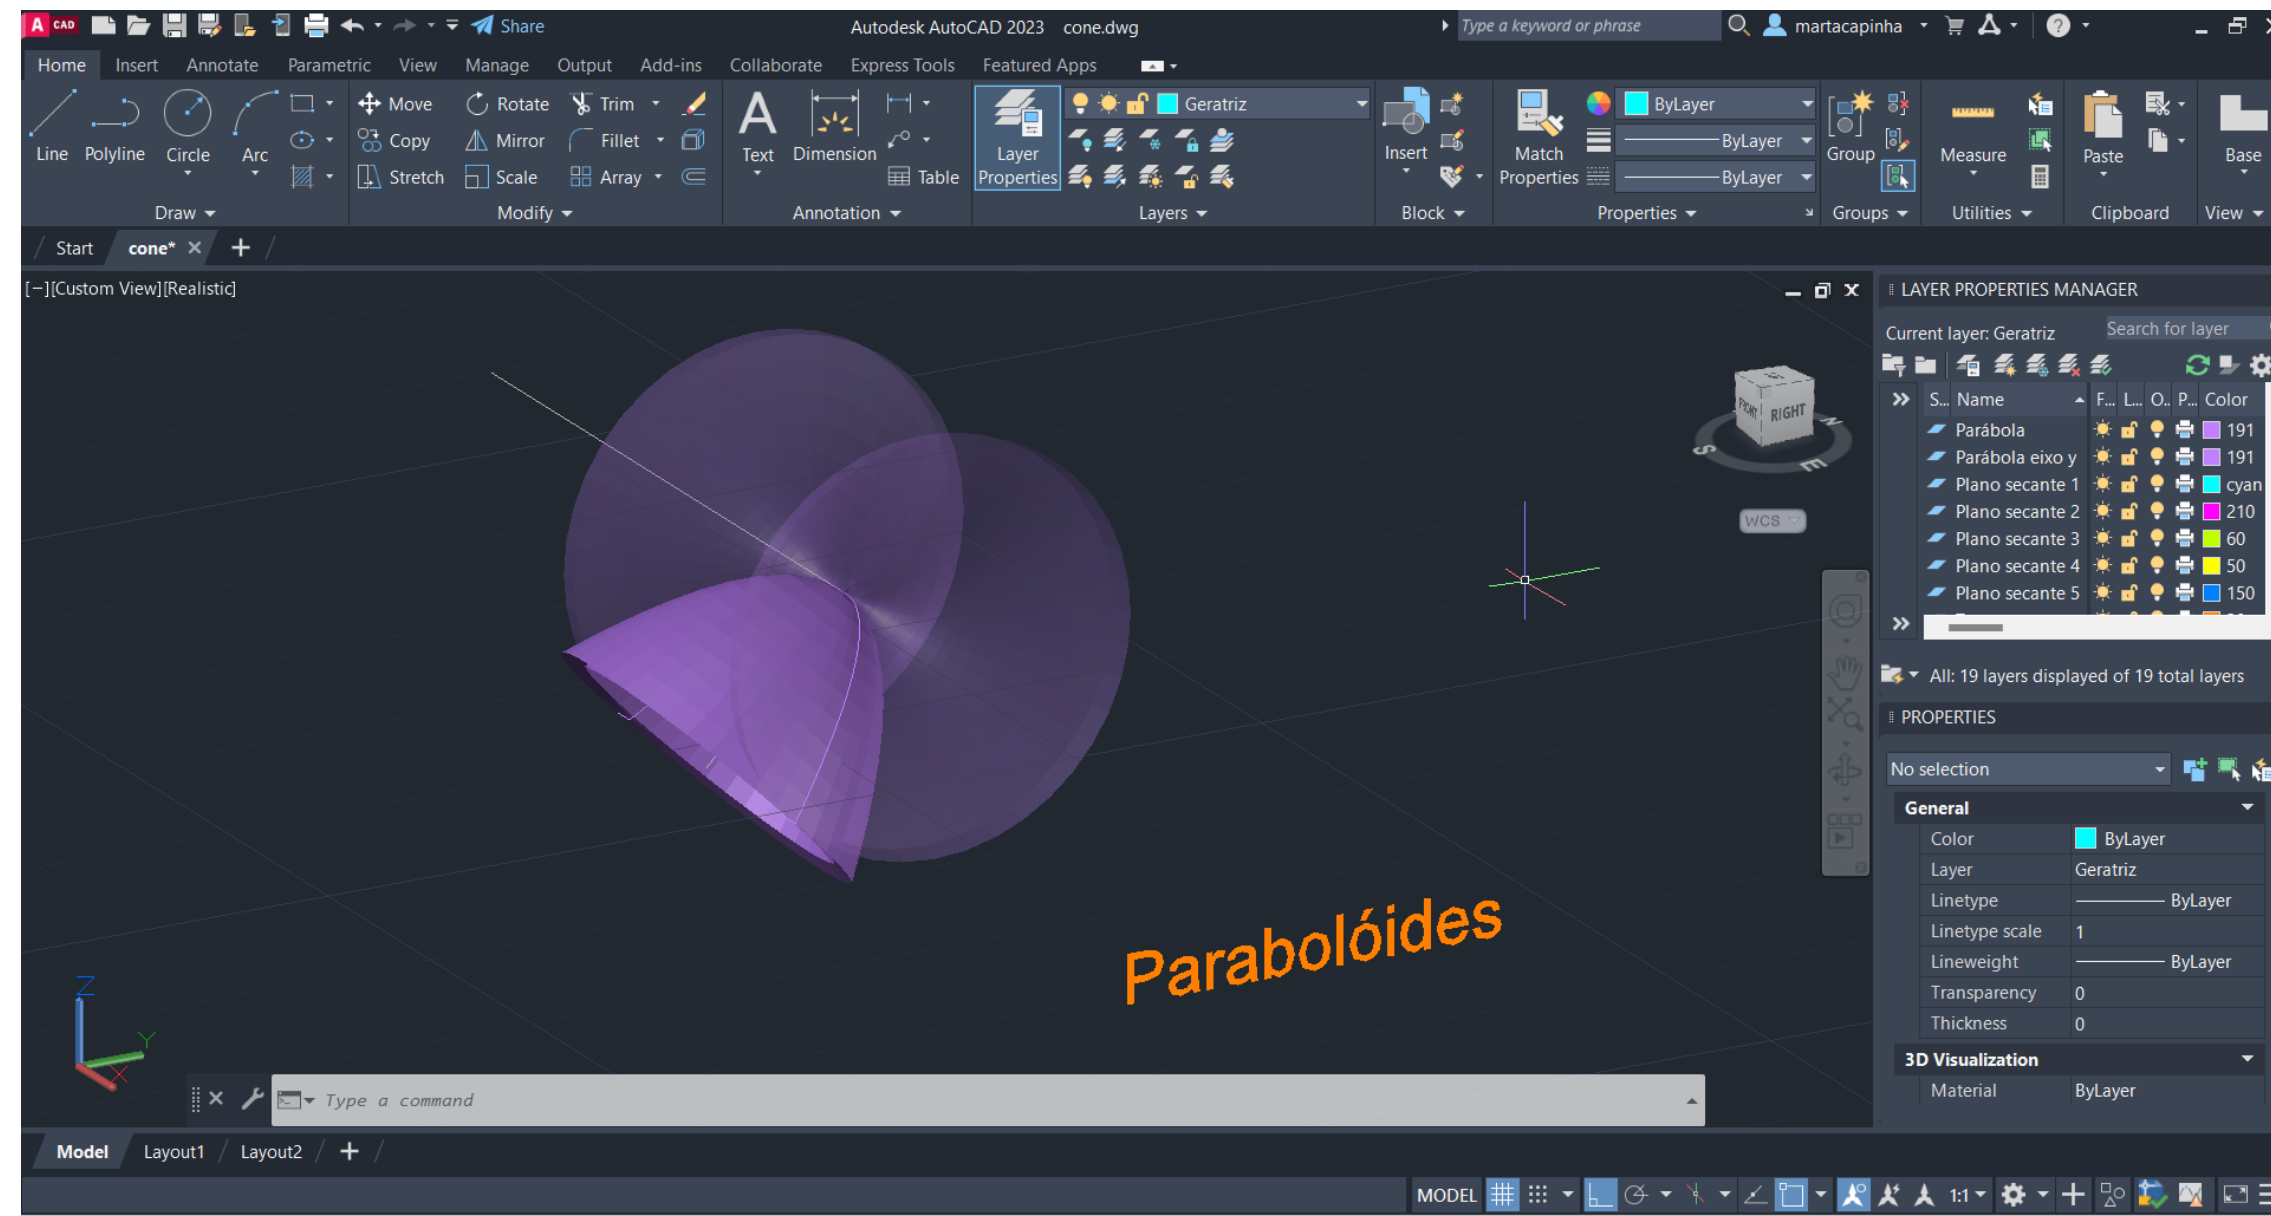 A CAD Share Autodesk AutoCAD 2023 cone.dwg Type a keyword or phrase martacapinha
Home Insert Annotate Parametric View Manage Output Add-ins Collaborate Express Tools Featured Apps
Line Polyline Circle Arc Move Rotate Trim
Copy Mirror Fillet
Stretch Scale Array
Text Dimension Table
Layer Properties Geratriz
Insert Match Properties ByLayer
ByLayer
ByLayer
Group Measure Paste Base
Draw Modify Annotation Layers Block Properties Groups Utilities Clipboard View
Start cone* +
[−][Custom View][Realistic]
FRONT RIGHT
S E N
WCS
Parabolóides
Z
Y
X
Type a command
LAYER PROPERTIES MANAGER
Current layer: Geratriz Search for layer
S... Name F... L... O.. P... Color
Parábola 191
Parábola eixo y 191
Plano secante 1 cyan
Plano secante 2 210
Plano secante 3 60
Plano secante 4 50
Plano secante 5 150
All: 19 layers displayed of 19 total layers
PROPERTIES
No selection
General
Color ByLayer
Layer Geratriz
Linetype ByLayer
Linetype scale 1
Lineweight ByLayer
Transparency 0
Thickness 0
3D Visualization
Material ByLayer
Model Layout1 Layout2 +
MODEL 1:1